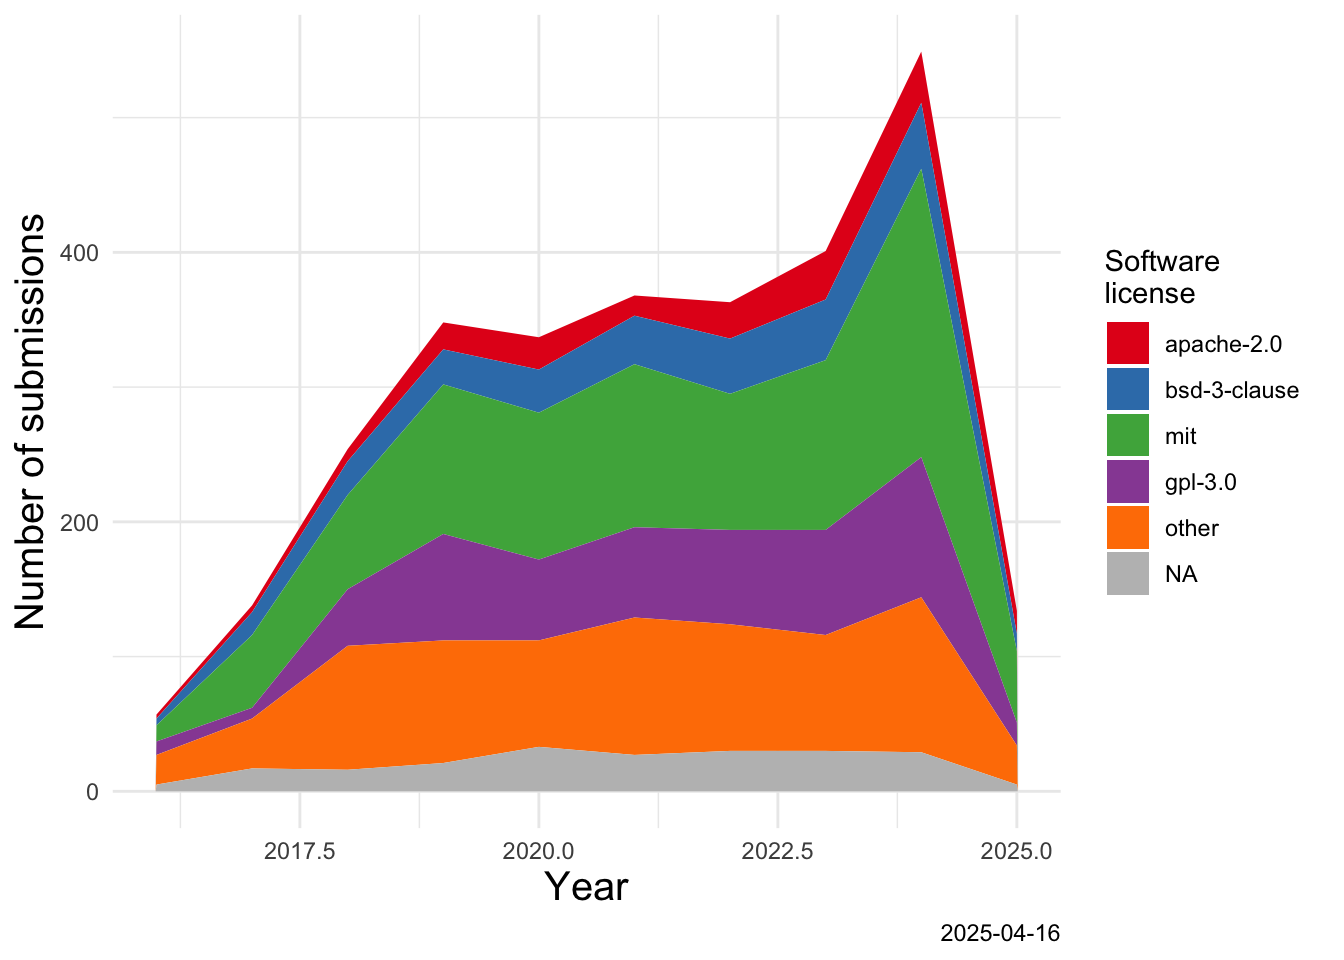 Number of submissions
400
200
0
2017.5
2020.0
2022.5
2025.0
Year
Software
license
apache-2.0
bsd-3-clause
mit
gpl-3.0
other
NA
2025-04-16